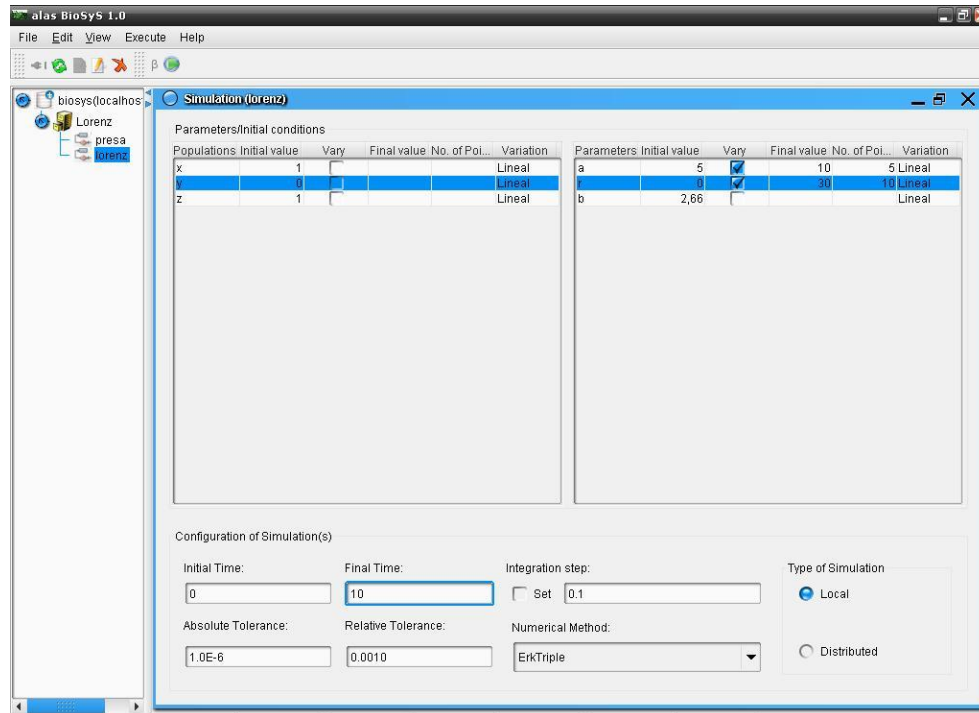 alas BioSyS 1.0
File Edit View Execute Help
β
biosys(localhos
Lorenz
presa
lorenz
Simulation (lorenz)
Parameters/Initial conditions
Populations Initial value Vary Final value No. of Poi... Variation
x 1 Lineal
y 0 Lineal
z 1 Lineal
Parameters Initial value Vary Final value No. of Poi... Variation
a 5 10 5 Lineal
r 0 30 10 Lineal
b 2,66 Lineal
Configuration of Simulation(s)
Initial Time: Final Time: Integration step: Type of Simulation
0 10 Set 0.1 Local
Absolute Tolerance: Relative Tolerance: Numerical Method:
1.0E-6 0.0010 ErkTriple Distributed